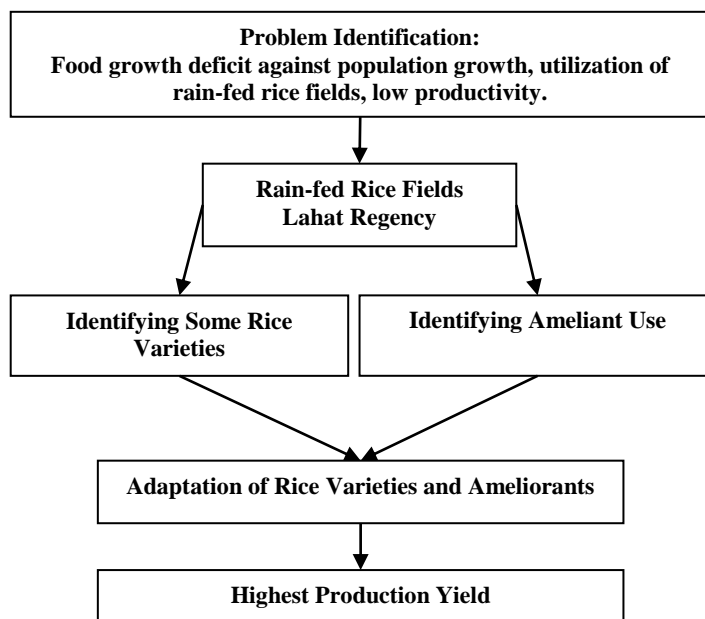 Problem Identification:
Food growth deficit against population growth, utilization of
rain-fed rice fields, low productivity.
Rain-fed Rice Fields
Lahat Regency
Identifying Some Rice
Varieties
Identifying Ameliant Use
Adaptation of Rice Varieties and Ameliorants
Highest Production Yield